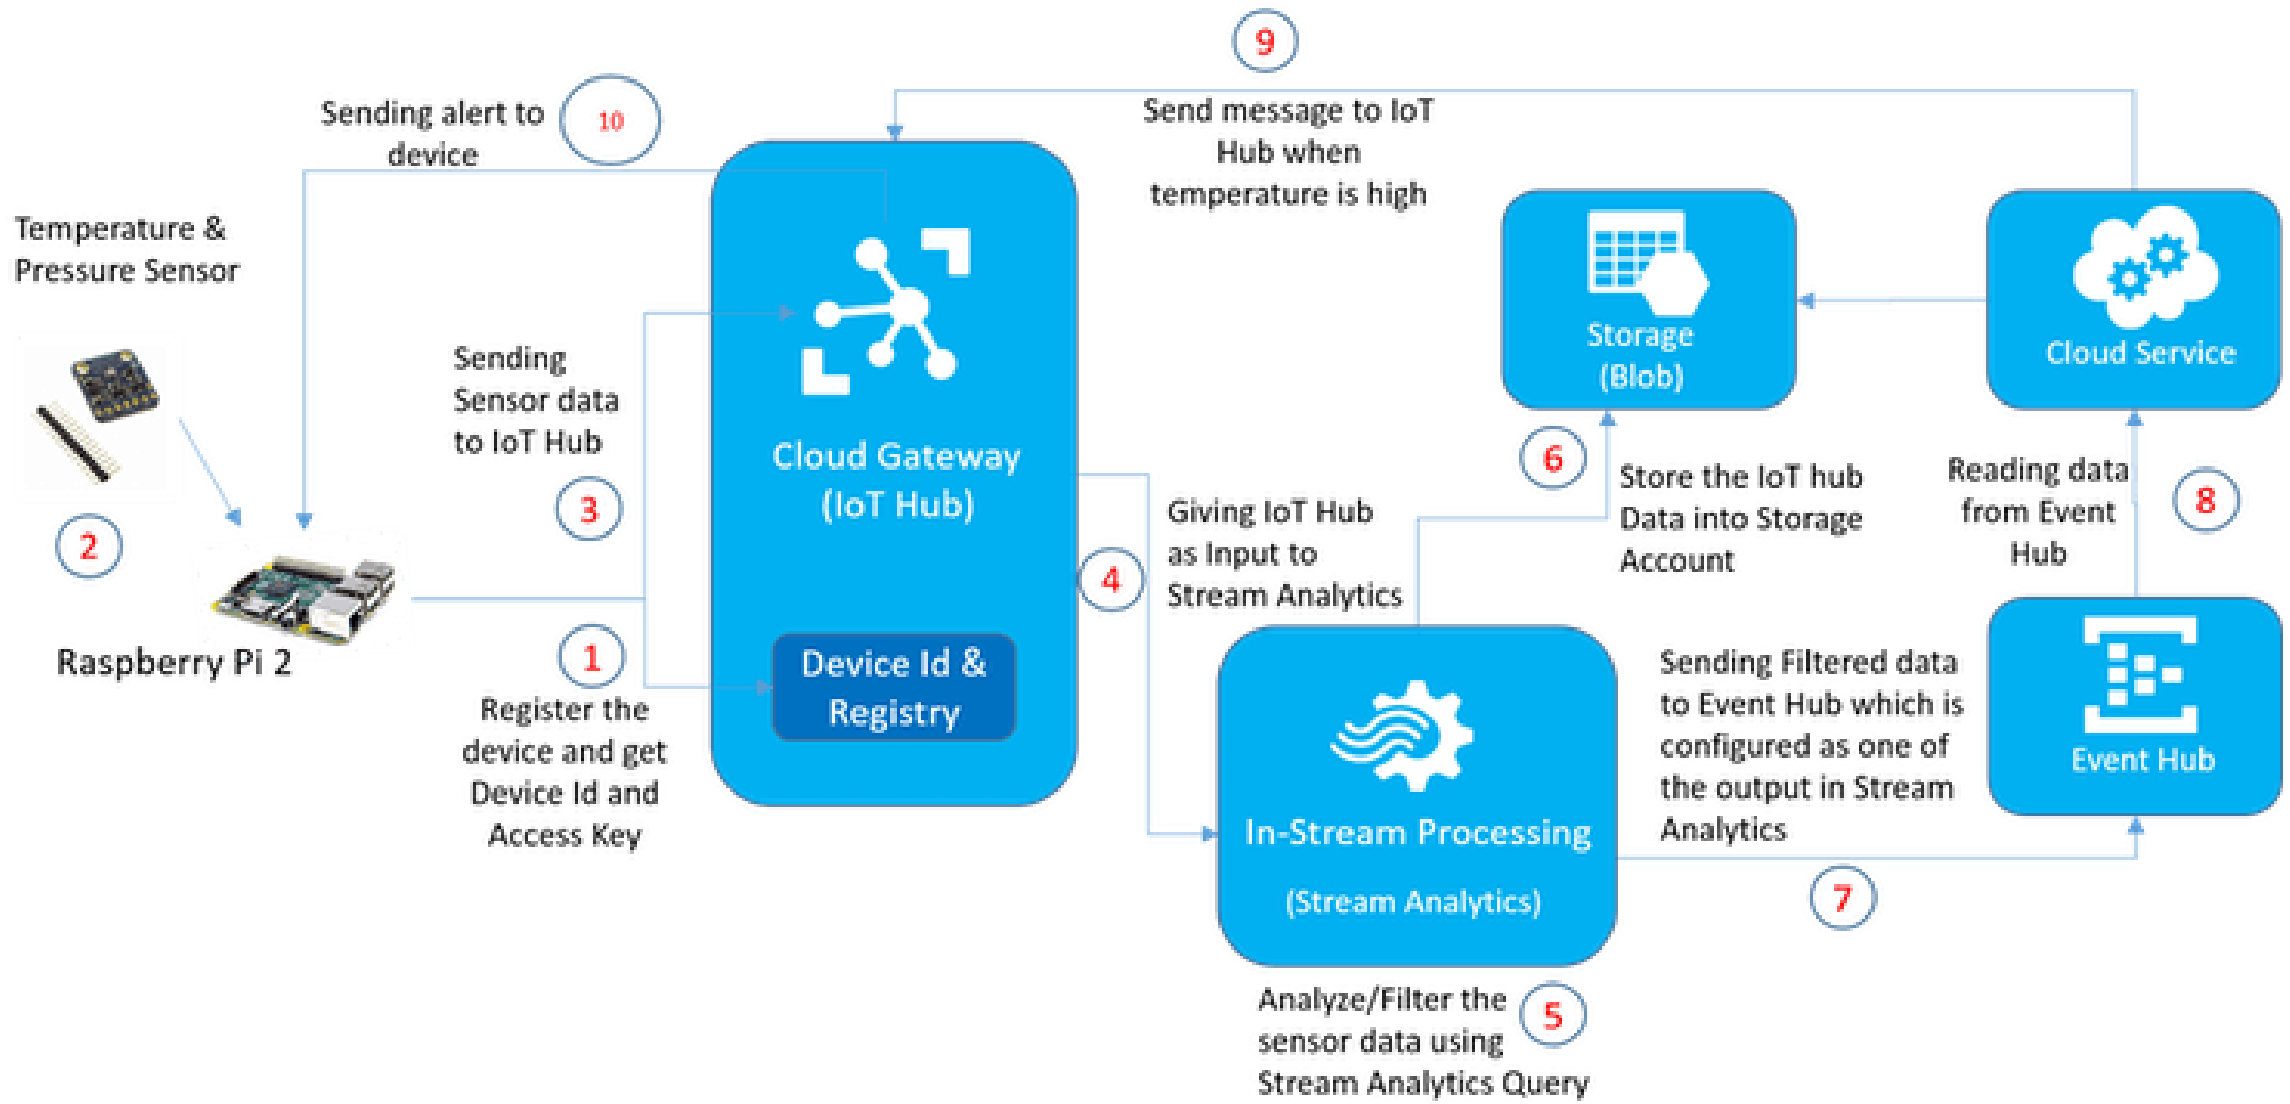 9
Sending alert to
device
10
Send message to IoT
Hub when
temperature is high
Temperature &
Pressure Sensor
2
Raspberry Pi 2
Sending
Sensor data
to IoT Hub
3
1
Register the
device and get
Device Id and
Access Key
Cloud Gateway
(IoT Hub)
Device Id &
Registry
4
Giving IoT Hub
as Input to
Stream Analytics
In-Stream Processing
(Stream Analytics)
Analyze/Filter the
sensor data using
Stream Analytics Query
5
Storage
(Blob)
6
Store the IoT hub
Data into Storage
Account
Cloud Service
Reading data
from Event
Hub
8
Sending Filtered data
to Event Hub which is
configured as one of
the output in Stream
Analytics
Event Hub
7